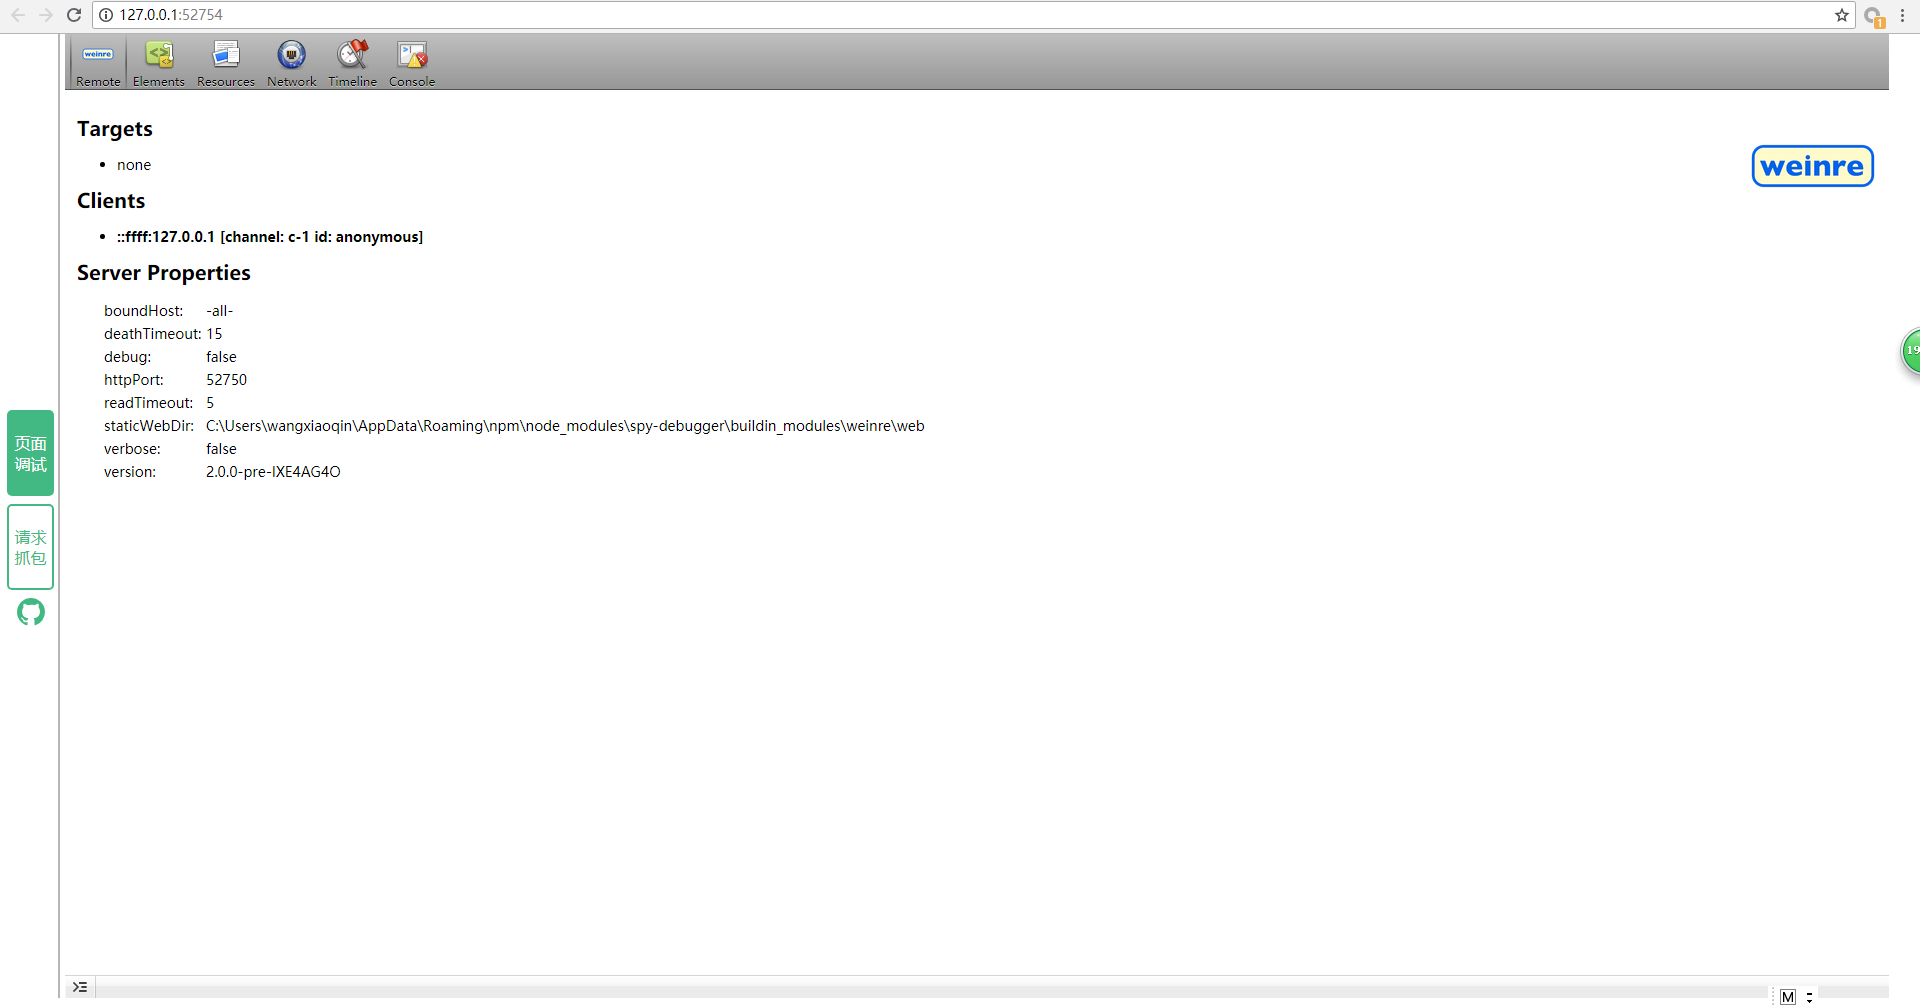 127.0.0.1:52754
1
weinre
Remote
Elements
Resources
Network
Timeline
Console
Targets
none
weinre
Clients
::ffff:127.0.0.1 [channel: c-1 id: anonymous]
Server Properties
boundHost: -all-
deathTimeout: 15
debug: false
httpPort: 52750
readTimeout: 5
staticWebDir: C:\Users\wangxiaoqin\AppData\Roaming\npm\node_modules\spy-debugger\buildin_modules\weinre\web
verbose: false
version: 2.0.0-pre-IXE4AG4O
页面
调试
请求
抓包
M